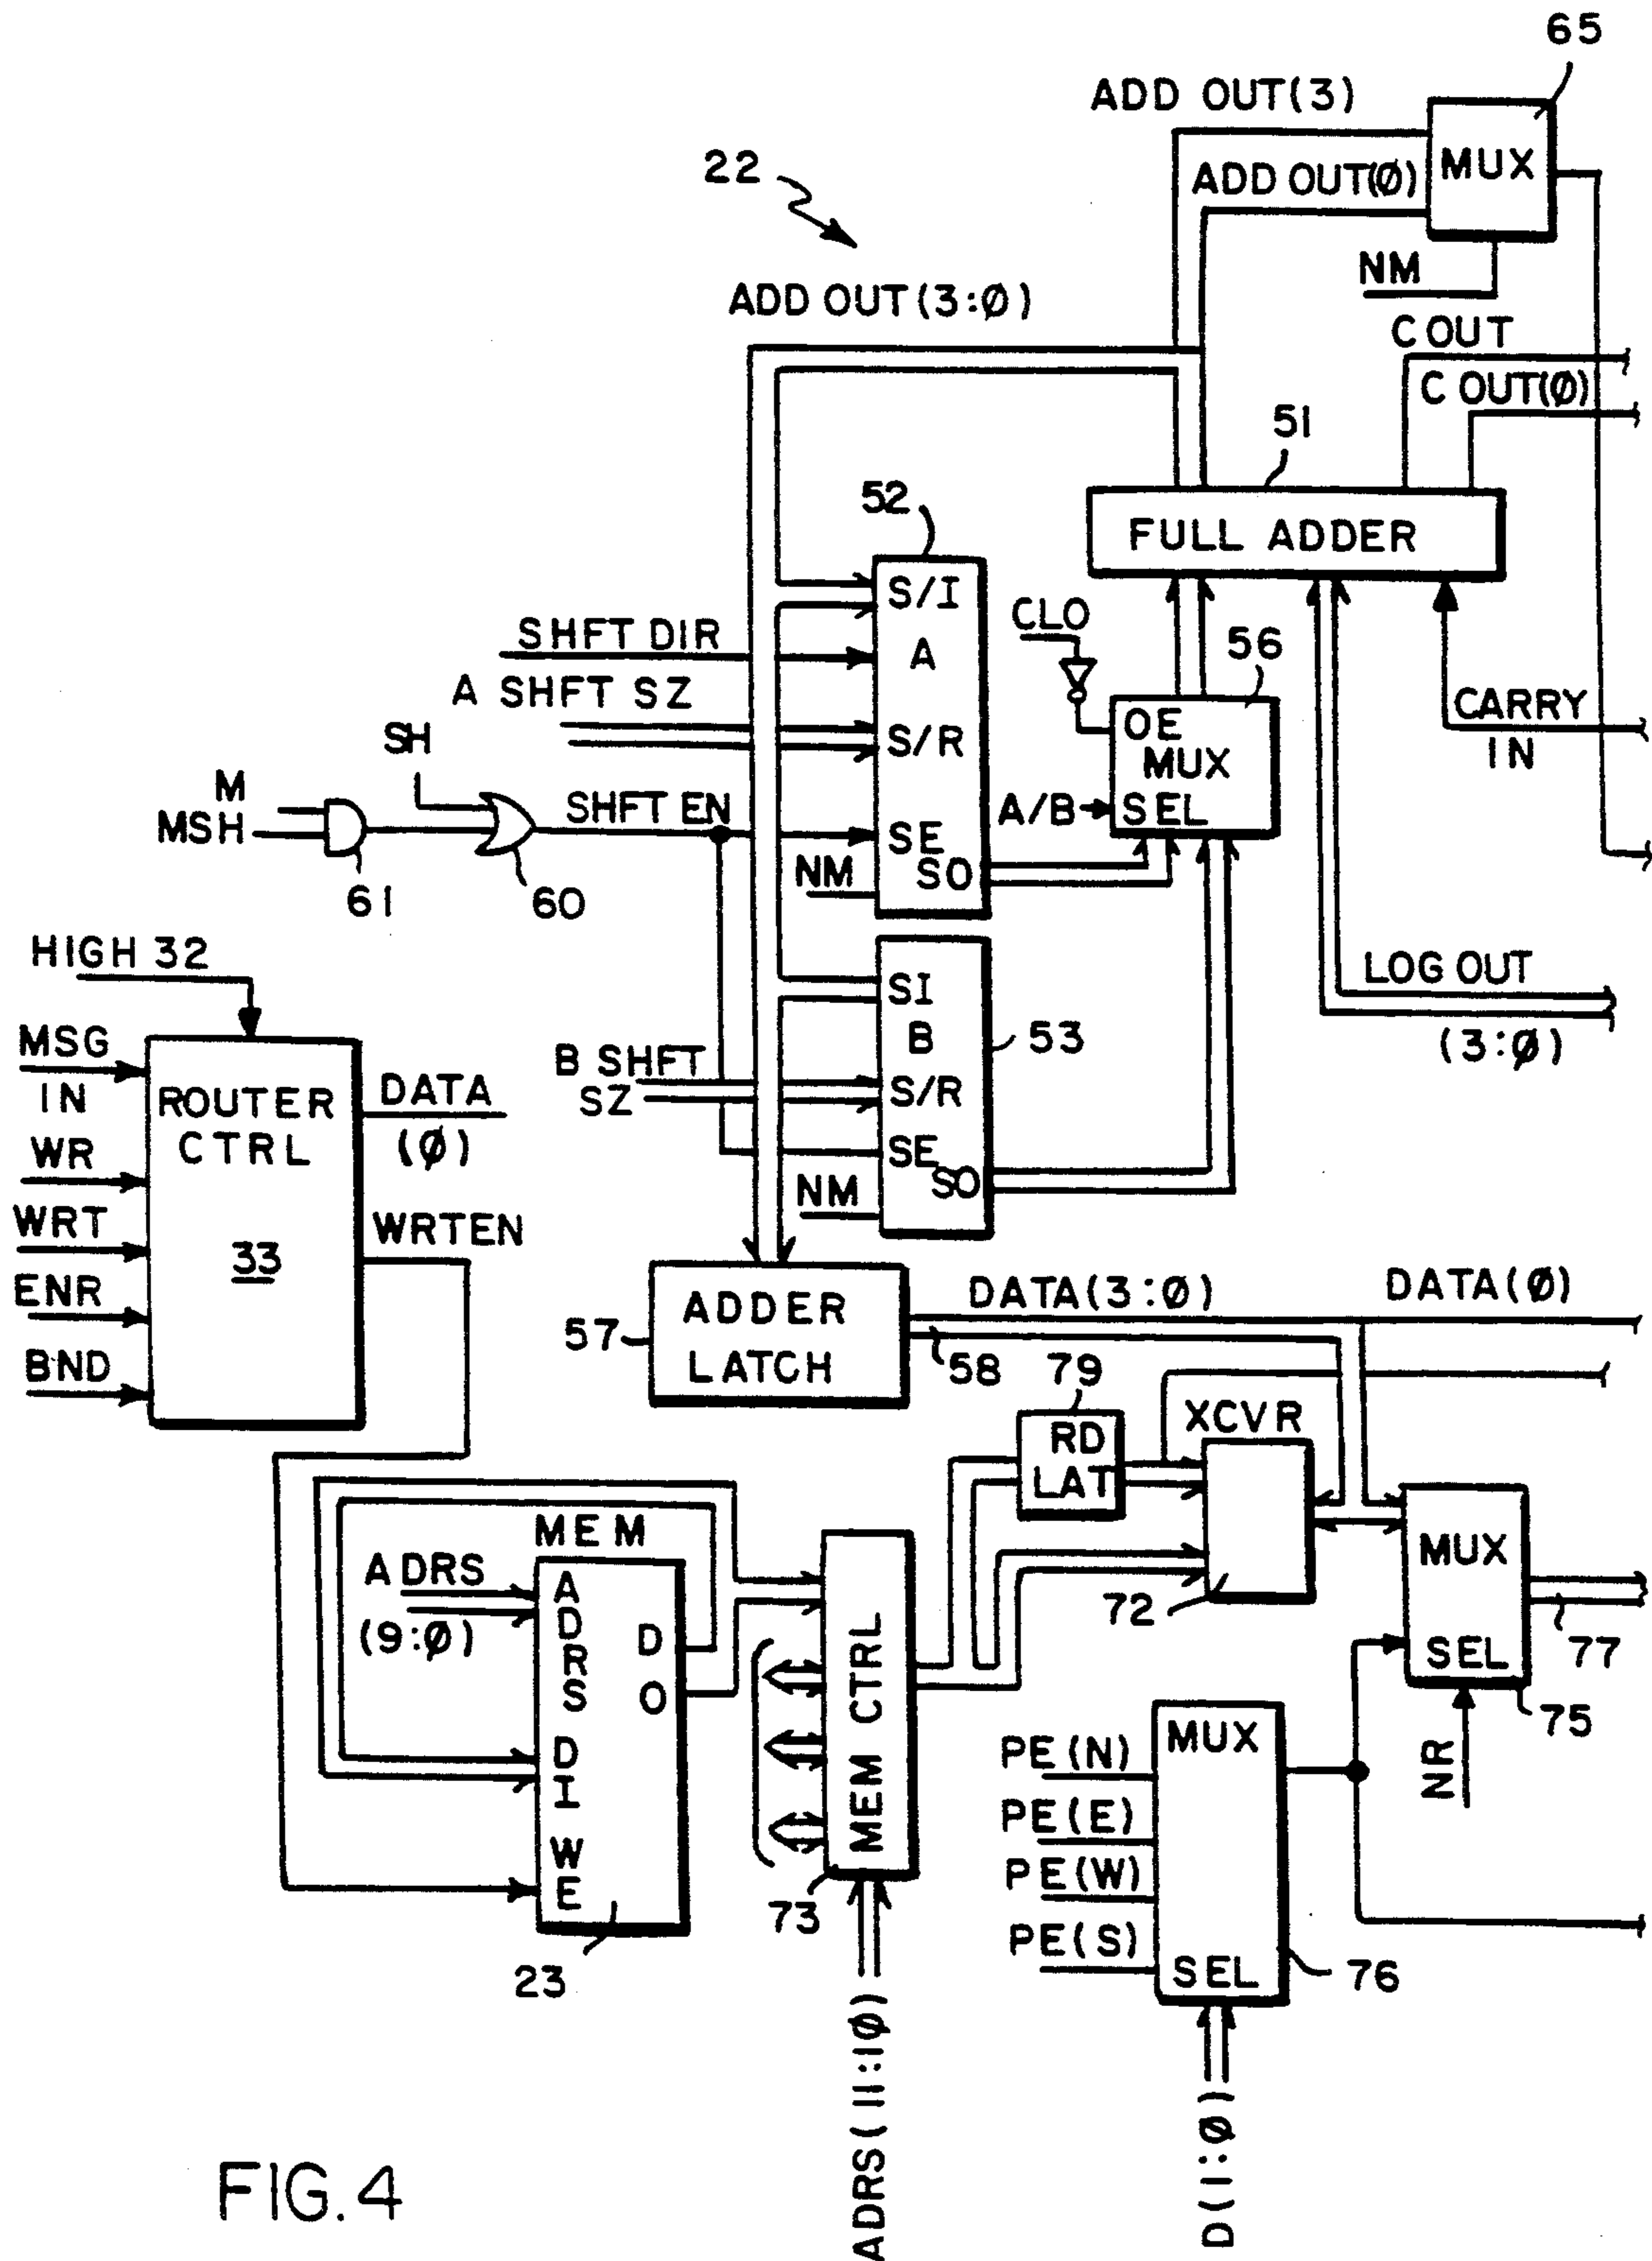 65
ADD OUT(3)
MUX
22
ADD OUT(Ø)
NM
ADD OUT(3:Ø)
C OUT
C OUT(Ø)
51
FULL ADDER
52
S/I
CLO
SHFT DIR
A
56
A SHFT SZ
OE
CARRY
IN
SH
S/R
MUX
M
MSH
SHFT EN
A/B
SEL
SE
NM
SO
61
60
HIGH 32
LOG OUT
(3:Ø)
SI
B
53
MSG
IN
B SHFT
SZ
S/R
ROUTER
CTRL
DATA
(Ø)
WR
SE
SO
NM
WRT
WRTEN
33
ENR
DATA(3:Ø)
DATA(Ø)
57
ADDER
LATCH
58
BND
79
RD
LAT
XCVR
MEM
MUX
ADRS
(9:Ø)
ADRS
DO
72
77
SEL
MEM CTRL
75
DI
MUX
NR
PE(N)
PE(E)
WE
PE(W)
73
PE(S)
23
SEL
76
ADRS(11:1Ø)
D(1:Ø)
FIG.4